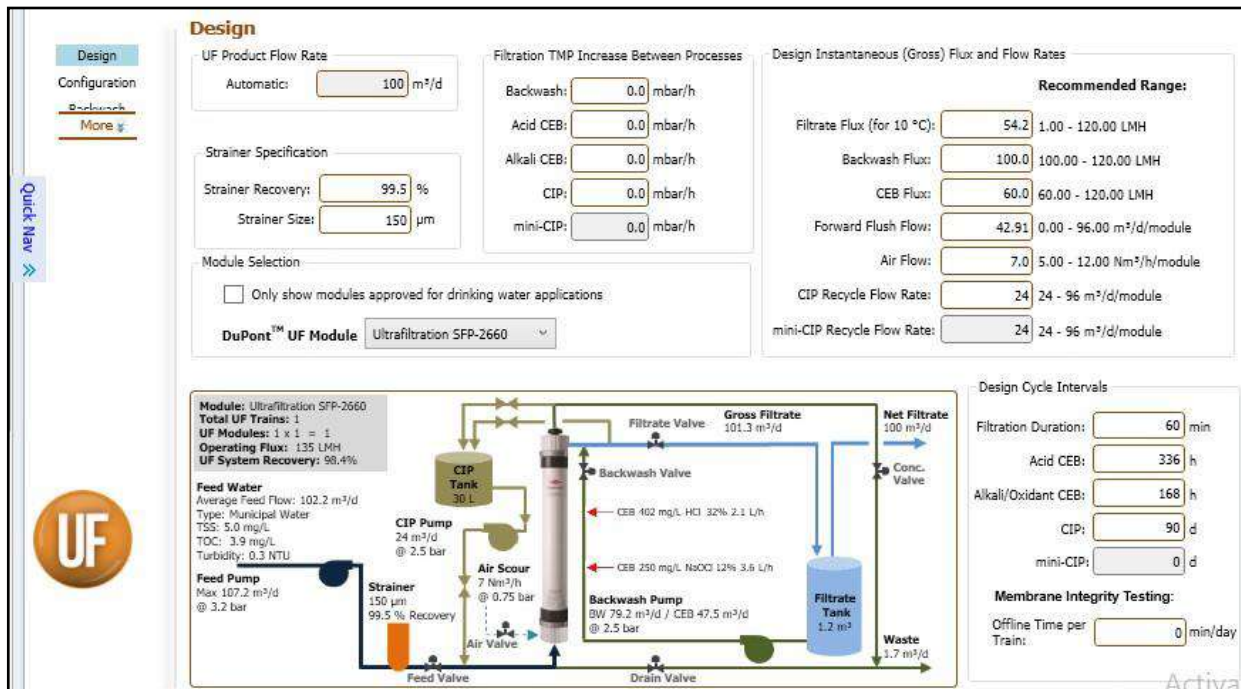 Design
Design
Configuration
Backwash
More
Quick Nav
UF Product Flow Rate
Automatic: 100 m³/d
Strainer Specification
Strainer Recovery: 99.5 %
Strainer Size: 150 µm
Filtration TMP Increase Between Processes
Backwash: 0.0 mbar/h
Acid CEB: 0.0 mbar/h
Alkali CEB: 0.0 mbar/h
CIP: 0.0 mbar/h
mini-CIP: 0.0 mbar/h
Design Instantaneous (Gross) Flux and Flow Rates
Recommended Range:
Filtrate Flux (for 10 °C): 54.2 1.00 - 120.00 LMH
Backwash Flux: 100.0 100.00 - 120.00 LMH
CEB Flux: 60.0 60.00 - 120.00 LMH
Forward Flush Flow: 42.91 0.00 - 96.00 m³/d/module
Air Flow: 7.0 5.00 - 12.00 Nm³/h/module
CIP Recycle Flow Rate: 24 24 - 96 m³/d/module
mini-CIP Recycle Flow Rate: 24 24 - 96 m³/d/module
Module Selection
Only show modules approved for drinking water applications
DuPont™ UF Module Ultrafiltration SFP-2660
Module: Ultrafiltration SFP-2660
Total UF Trains: 1
UF Modules: 1 x 1 = 1
Operating Flux: 135 LMH
UF System Recovery: 98.4%
Feed Water
Average Feed Flow: 102.2 m³/d
Type: Municipal Water
TSS: 5.0 mg/L
TOC: 3.9 mg/L
Turbidity: 0.3 NTU
Feed Pump
Max 107.2 m³/d
@ 3.2 bar
Strainer
150 µm
99.5 % Recovery
Feed Valve
CIP
Tank
30 L
CIP Pump
24 m³/d
@ 2.5 bar
Air Scour
7 Nm³/h
@ 0.75 bar
Air Valve
Filtrate Valve
Gross Filtrate
101.3 m³/d
Net Filtrate
100 m³/d
Backwash Valve
Conc.
Valve
CEB 402 mg/L HCl 32% 2.1 L/h
CEB 250 mg/L NaOCl 12% 3.6 L/h
Backwash Pump
BW 79.2 m³/d / CEB 47.5 m³/d
@ 2.5 bar
Filtrate
Tank
1.2 m³
Waste
1.7 m³/d
Drain Valve
UF
Design Cycle Intervals
Filtration Duration: 60 min
Acid CEB: 336 h
Alkali/Oxidant CEB: 168 h
CIP: 90 d
mini-CIP: 0 d
Membrane Integrity Testing:
Offline Time per
Train: 0 min/day
Activa